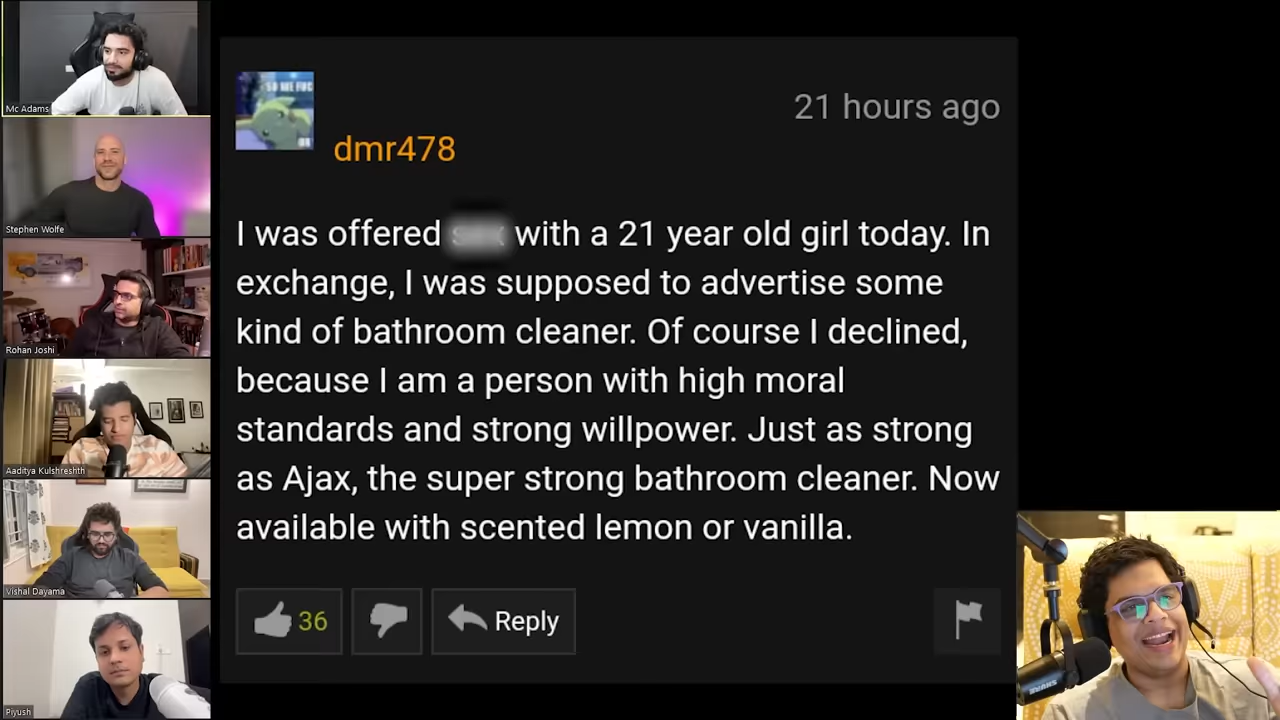 Mc Adams
Stephen Wolfe
Rohan Joshi
Aaditya Kulshreshth
Vishal Dayama
Piyush
21 hours ago
dmr478
I was offered with a 21 year old girl today. In
exchange, I was supposed to advertise some
kind of bathroom cleaner. Of course I declined,
because I am a person with high moral
standards and strong willpower. Just as strong
as Ajax, the super strong bathroom cleaner. Now
available with scented lemon or vanilla.
36
Reply